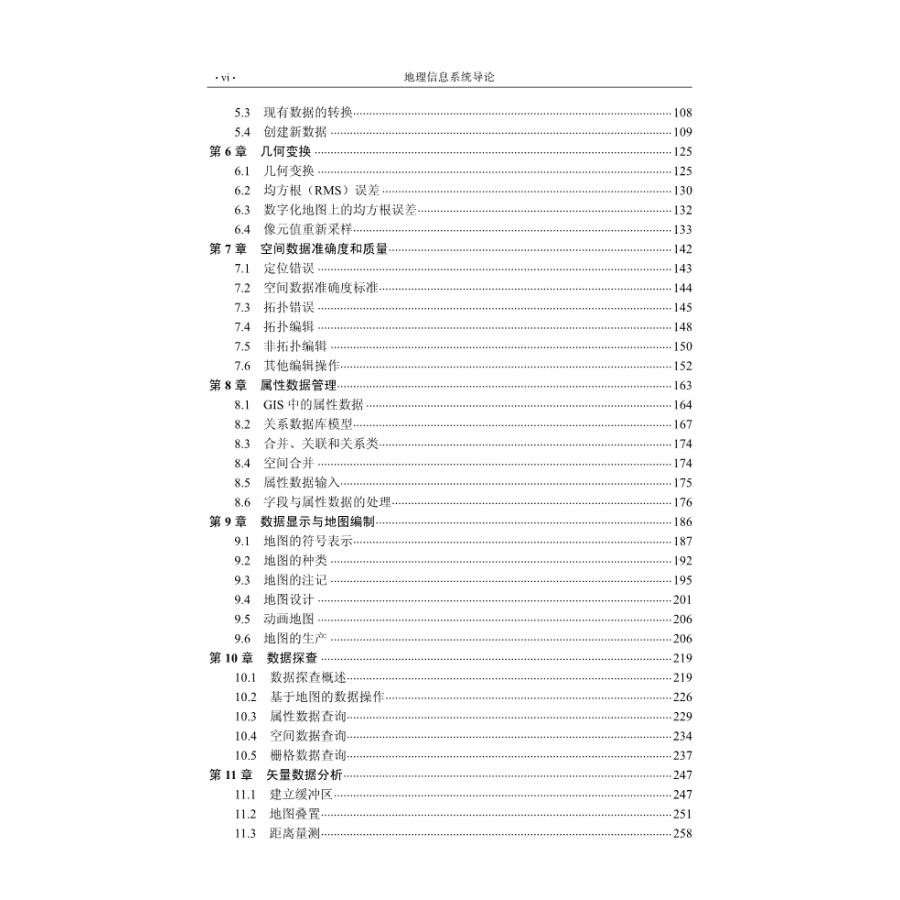 · vi · 地理信息系统导论
5.3 现有数据的转换 108
5.4 创建新数据 109
第 6 章 几何变换 125
6.1 几何变换 125
6.2 均方根（RMS）误差 130
6.3 数字化地图上的均方根误差 132
6.4 像元值重新采样 133
第 7 章 空间数据准确度和质量 142
7.1 定位错误 143
7.2 空间数据准确度标准 144
7.3 拓扑错误 145
7.4 拓扑编辑 148
7.5 非拓扑编辑 150
7.6 其他编辑操作 152
第 8 章 属性数据管理 163
8.1 GIS 中的属性数据 164
8.2 关系数据库模型 167
8.3 合并、关联和关系类 174
8.4 空间合并 174
8.5 属性数据输入 175
8.6 字段与属性数据的处理 176
第 9 章 数据显示与地图编制 186
9.1 地图的符号表示 187
9.2 地图的种类 192
9.3 地图的注记 195
9.4 地图设计 201
9.5 动画地图 206
9.6 地图的生产 206
第 10 章 数据探查 219
10.1 数据探查概述 219
10.2 基于地图的数据操作 226
10.3 属性数据查询 229
10.4 空间数据查询 234
10.5 栅格数据查询 237
第 11 章 矢量数据分析 247
11.1 建立缓冲区 247
11.2 地图叠置 251
11.3 距离量测 258